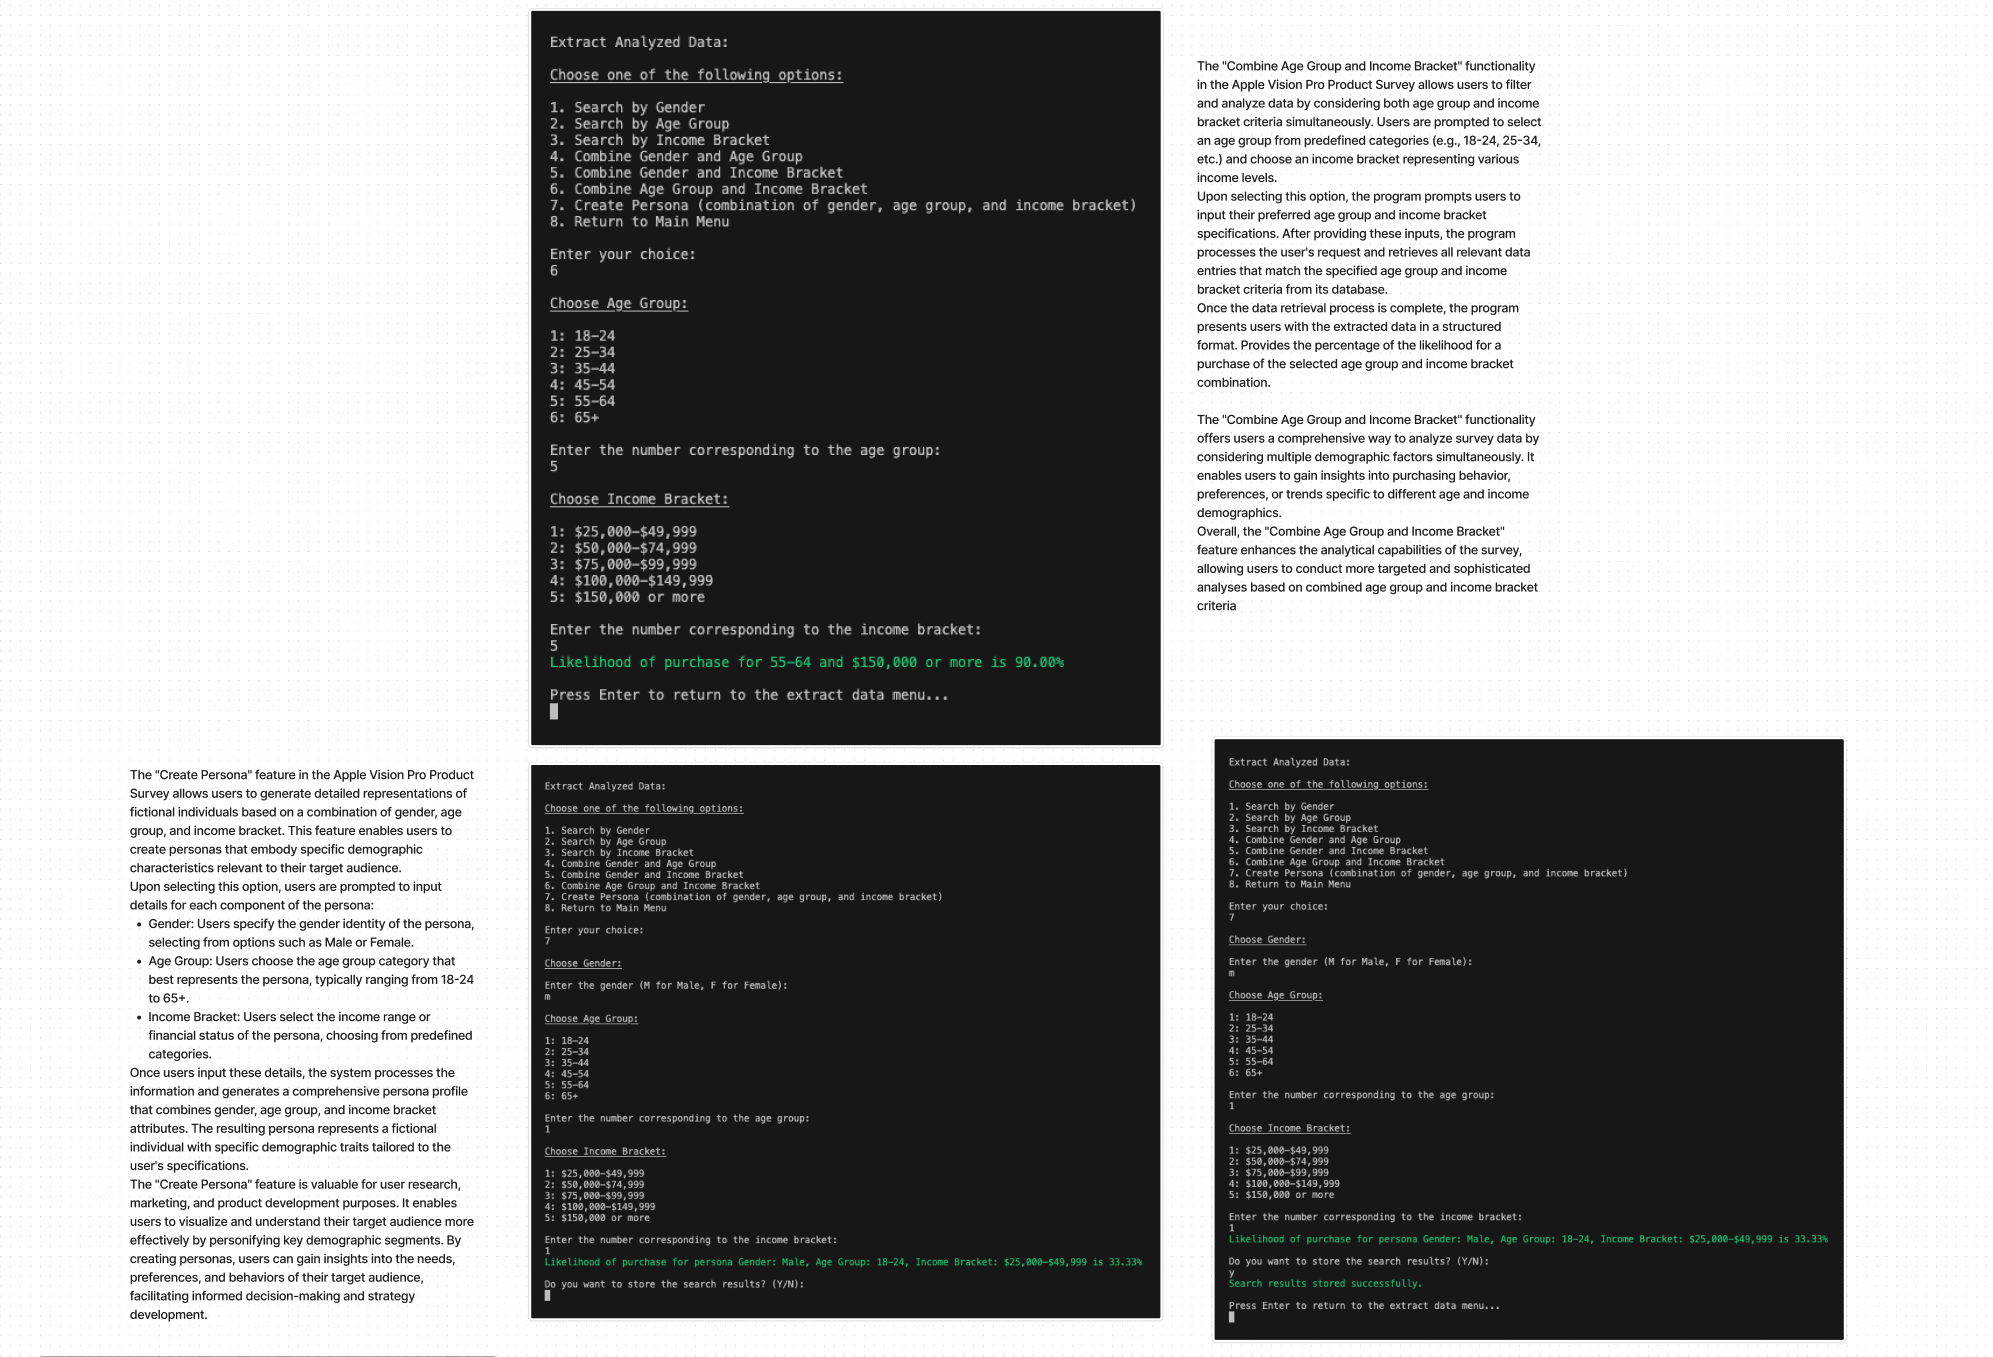 Extract Analyzed Data:
Choose one of the following options:
1. Search by Gender
2. Search by Age Group
3. Search by Income Bracket
4. Combine Gender and Age Group
5. Combine Gender and Income Bracket
6. Combine Age Group and Income Bracket
7. Create Persona (combination of gender, age group, and income bracket)
8. Return to Main Menu
Enter your choice:
6
Choose Age Group:
1: 18-24
2: 25-34
3: 35-44
4: 45-54
5: 55-64
6: 65+
Enter the number corresponding to the age group:
5
Choose Income Bracket:
1: $25,000-$49,999
2: $50,000-$74,999
3: $75,000-$99,999
4: $100,000-$149,999
5: $150,000 or more
Enter the number corresponding to the income bracket:
5
Likelihood of purchase for 55-64 and $150,000 or more is 90.00%
Press Enter to return to the extract data menu...
The "Combine Age Group and Income Bracket" functionality
in the Apple Vision Pro Product Survey allows users to filter
and analyze data by considering both age group and income
bracket criteria simultaneously. Users are prompted to select
an age group from predefined categories (e.g., 18-24, 25-34,
etc.) and choose an income bracket representing various
income levels.
Upon selecting this option, the program prompts users to
input their preferred age group and income bracket
specifications. After providing these inputs, the program
processes the user's request and retrieves all relevant data
entries that match the specified age group and income
bracket criteria from its database.
Once the data retrieval process is complete, the program
presents users with the extracted data in a structured
format. Provides the percentage of the likelihood for a
purchase of the selected age group and income bracket
combination.
The "Combine Age Group and Income Bracket" functionality
offers users a comprehensive way to analyze survey data by
considering multiple demographic factors simultaneously. It
enables users to gain insights into purchasing behavior,
preferences, or trends specific to different age and income
demographics.
Overall, the "Combine Age Group and Income Bracket"
feature enhances the analytical capabilities of the survey,
allowing users to conduct more targeted and sophisticated
analyses based on combined age group and income bracket
criteria
The "Create Persona" feature in the Apple Vision Pro Product
Survey allows users to generate detailed representations of
fictional individuals based on a combination of gender, age
group, and income bracket. This feature enables users to
create personas that embody specific demographic
characteristics relevant to their target audience.
Upon selecting this option, users are prompted to input
details for each component of the persona:
• Gender: Users specify the gender identity of the persona,
selecting from options such as Male or Female.
• Age Group: Users choose the age group category that
best represents the persona, typically ranging from 18-24
to 65+.
• Income Bracket: Users select the income range or
financial status of the persona, choosing from predefined
categories.
Once users input these details, the system processes the
information and generates a comprehensive persona profile
that combines gender, age group, and income bracket
attributes. The resulting persona represents a fictional
individual with specific demographic traits tailored to the
user's specifications.
The "Create Persona" feature is valuable for user research,
marketing, and product development purposes. It enables
users to visualize and understand their target audience more
effectively by personifying key demographic segments. By
creating personas, users can gain insights into the needs,
preferences, and behaviors of their target audience,
facilitating informed decision-making and strategy
development.
Extract Analyzed Data:
Choose one of the following options:
1. Search by Gender
2. Search by Age Group
3. Search by Income Bracket
4. Combine Gender and Age Group
5. Combine Gender and Income Bracket
6. Combine Age Group and Income Bracket
7. Create Persona (combination of gender, age group, and income bracket)
8. Return to Main Menu
Enter your choice:
7
Choose Gender:
Enter the gender (M for Male, F for Female):
m
Choose Age Group:
1: 18-24
2: 25-34
3: 35-44
4: 45-54
5: 55-64
6: 65+
Enter the number corresponding to the age group:
1
Choose Income Bracket:
1: $25,000-$49,999
2: $50,000-$74,999
3: $75,000-$99,999
4: $100,000-$149,999
5: $150,000 or more
Enter the number corresponding to the income bracket:
1
Likelihood of purchase for persona Gender: Male, Age Group: 18-24, Income Bracket: $25,000-$49,999 is 33.33%
Do you want to store the search results? (Y/N):
Extract Analyzed Data:
Choose one of the following options:
1. Search by Gender
2. Search by Age Group
3. Search by Income Bracket
4. Combine Gender and Age Group
5. Combine Gender and Income Bracket
6. Combine Age Group and Income Bracket
7. Create Persona (combination of gender, age group, and income bracket)
8. Return to Main Menu
Enter your choice:
7
Choose Gender:
Enter the gender (M for Male, F for Female):
m
Choose Age Group:
1: 18-24
2: 25-34
3: 35-44
4: 45-54
5: 55-64
6: 65+
Enter the number corresponding to the age group:
1
Choose Income Bracket:
1: $25,000-$49,999
2: $50,000-$74,999
3: $75,000-$99,999
4: $100,000-$149,999
5: $150,000 or more
Enter the number corresponding to the income bracket:
1
Likelihood of purchase for persona Gender: Male, Age Group: 18-24, Income Bracket: $25,000-$49,999 is 33.33%
Do you want to store the search results? (Y/N):
y
Search results stored successfully.
Press Enter to return to the extract data menu...